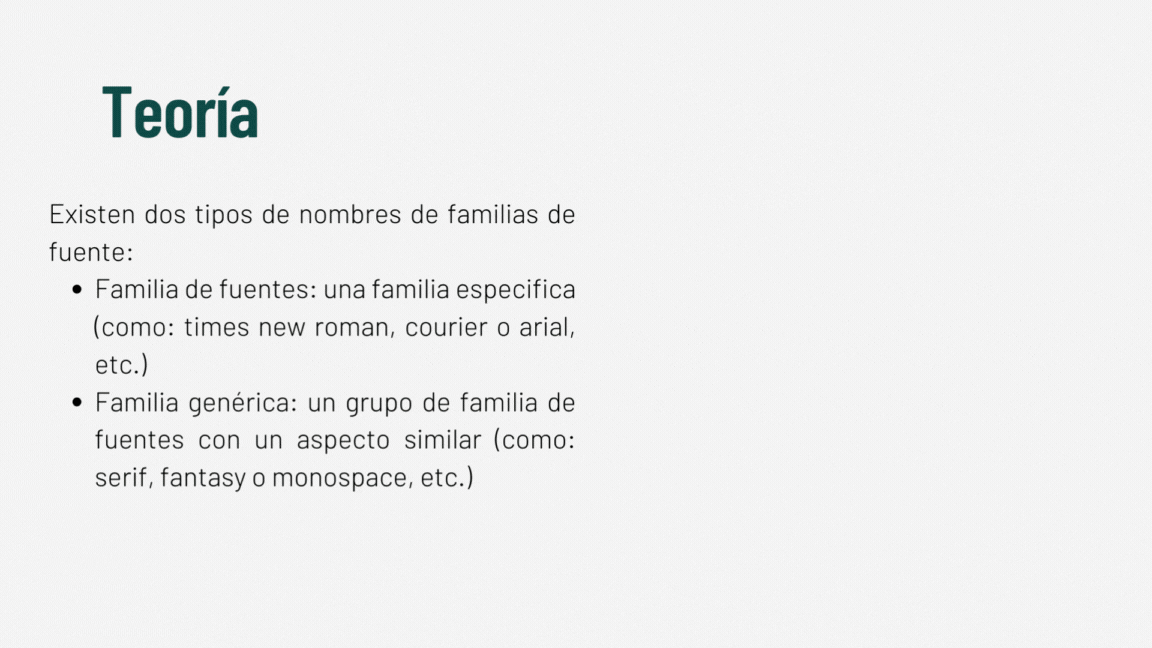 Teoría
Existen dos tipos de nombres de familias de
fuente:
• Familia de fuentes: una familia especifica
(como: times new roman, courier o arial,
etc.)
• Familia genérica: un grupo de familia de
fuentes con un aspecto similar (como:
serif, fantasy o monospace, etc.)